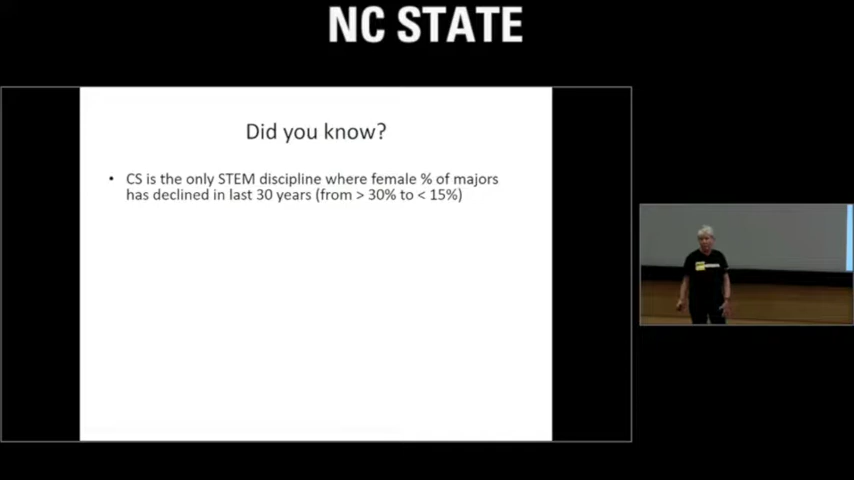 NC STATE
Did you know?
• CS is the only STEM discipline where female % of majors
has declined in last 30 years (from > 30% to < 15%)